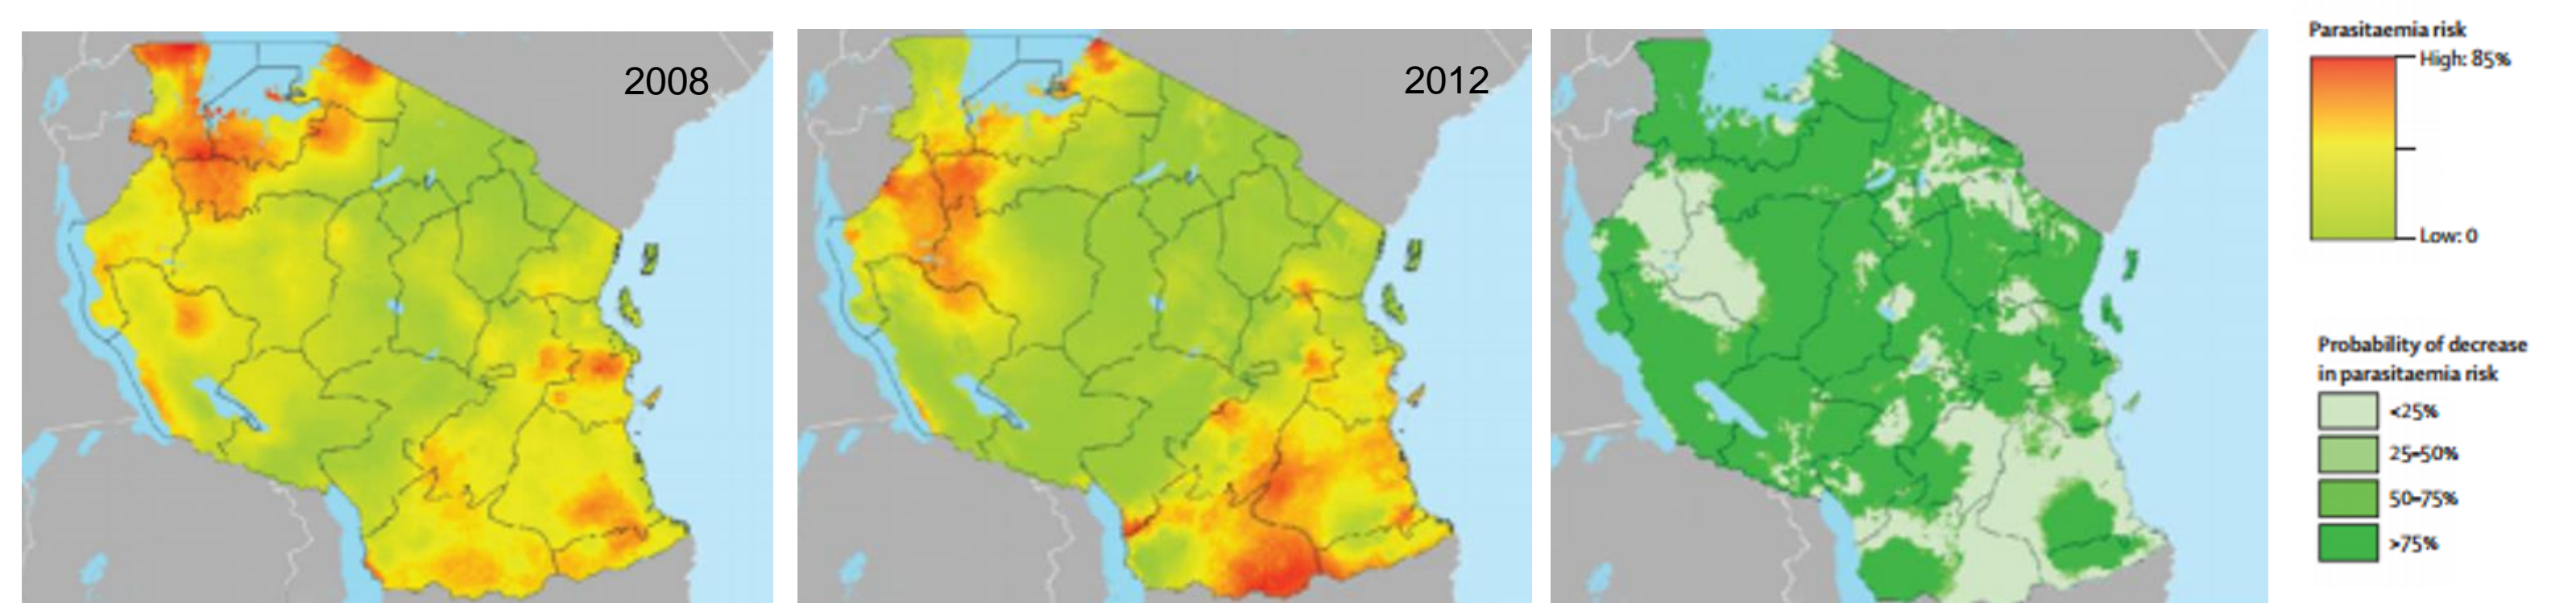 2008
2012
Parasitaemia risk
High: 85%
Low: 0
Probability of decrease
in parasitaemia risk
<25%
25–50%
50–75%
>75%